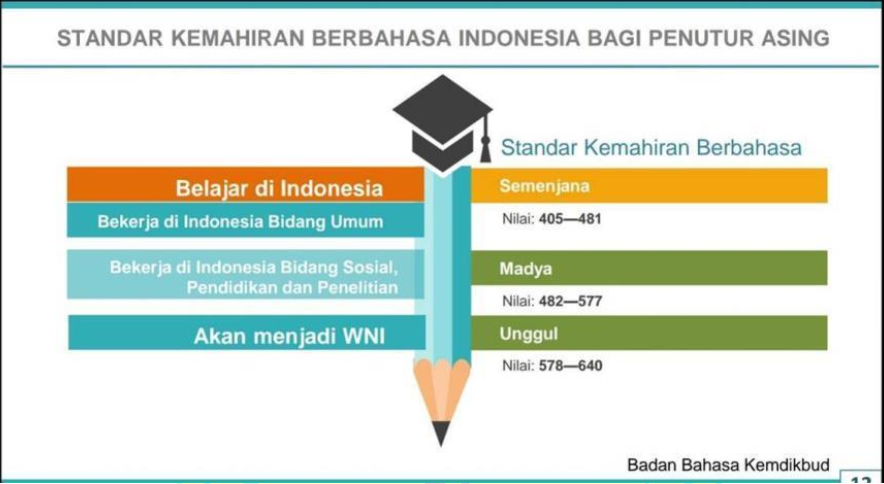 STANDAR KEMAHIRAN BERBAHASA INDONESIA BAGI PENUTUR ASING
Standar Kemahiran Berbahasa
Belajar di Indonesia
Semenjana
Bekerja di Indonesia Bidang Umum
Nilai: 405—481
Bekerja di Indonesia Bidang Sosial,
Pendidikan dan Penelitian
Madya
Nilai: 482—577
Akan menjadi WNI
Unggul
Nilai: 578—640
Badan Bahasa Kemdikbud